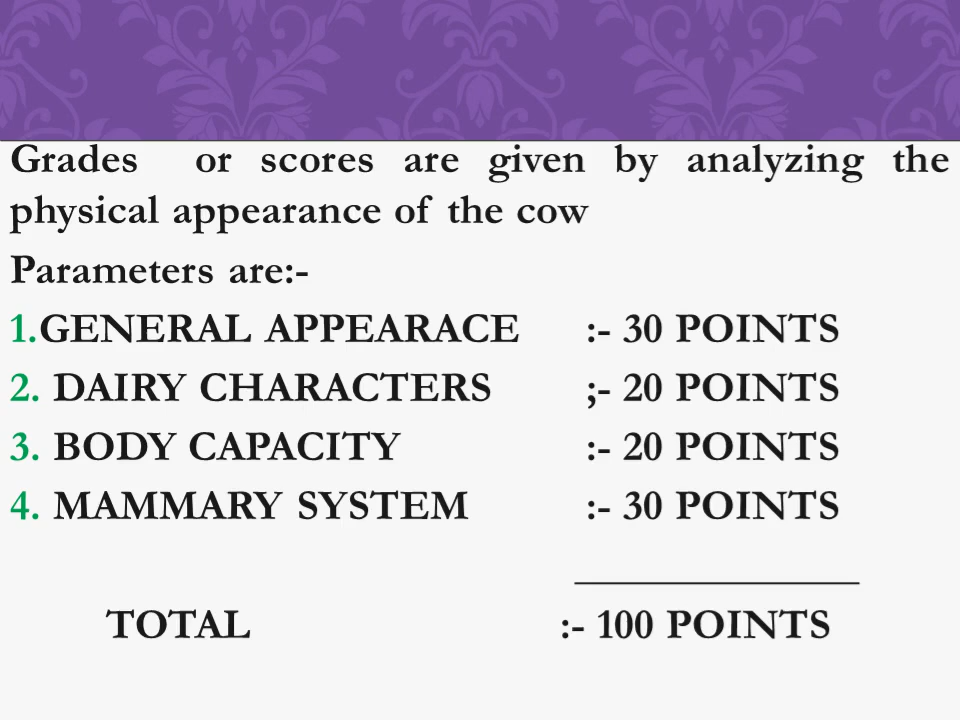 Grades or scores are given by analyzing the
physical appearance of the cow
Parameters are:-
1.GENERAL APPEARACE :- 30 POINTS
2. DAIRY CHARACTERS ;- 20 POINTS
3. BODY CAPACITY :- 20 POINTS
4. MAMMARY SYSTEM :- 30 POINTS
TOTAL :- 100 POINTS